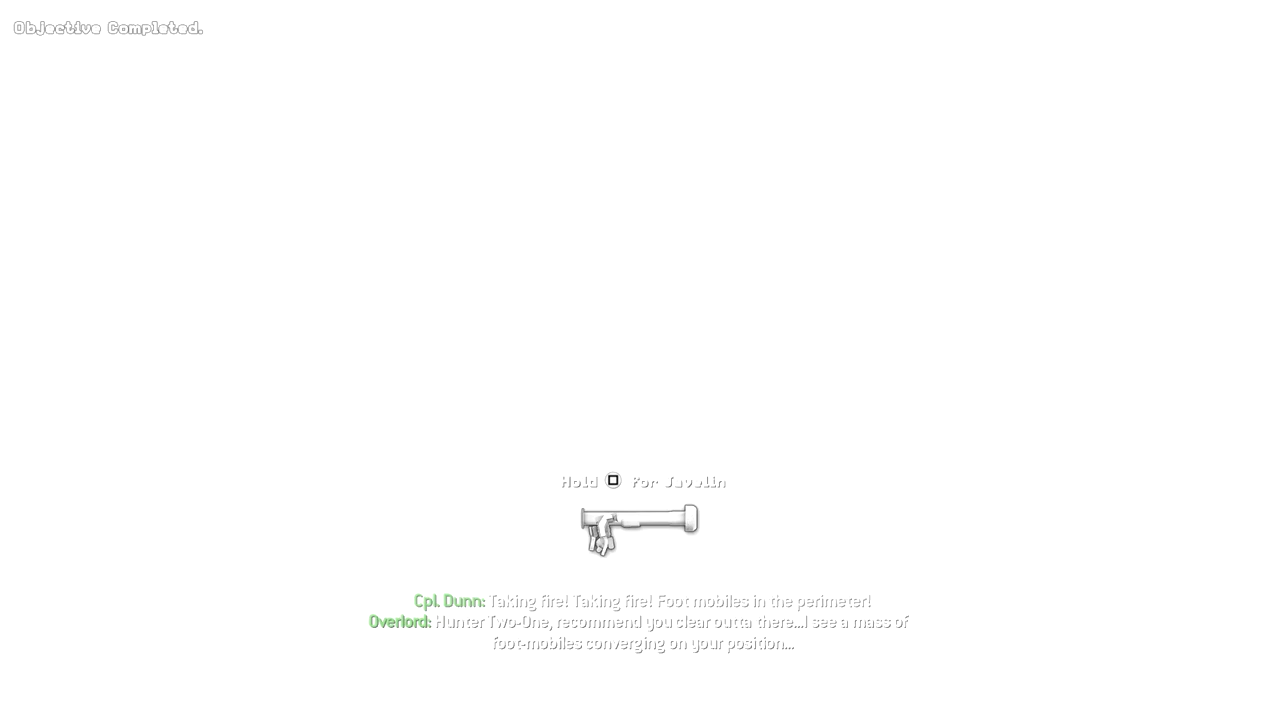 Objective Completed.
Hold for Javelin
Cpl. Dunn: Taking fire! Taking fire! Foot mobiles in the perimeter!
Overlord: Hunter Two-One, recommend you clear outta there...I see a mass of
foot-mobiles converging on your position...